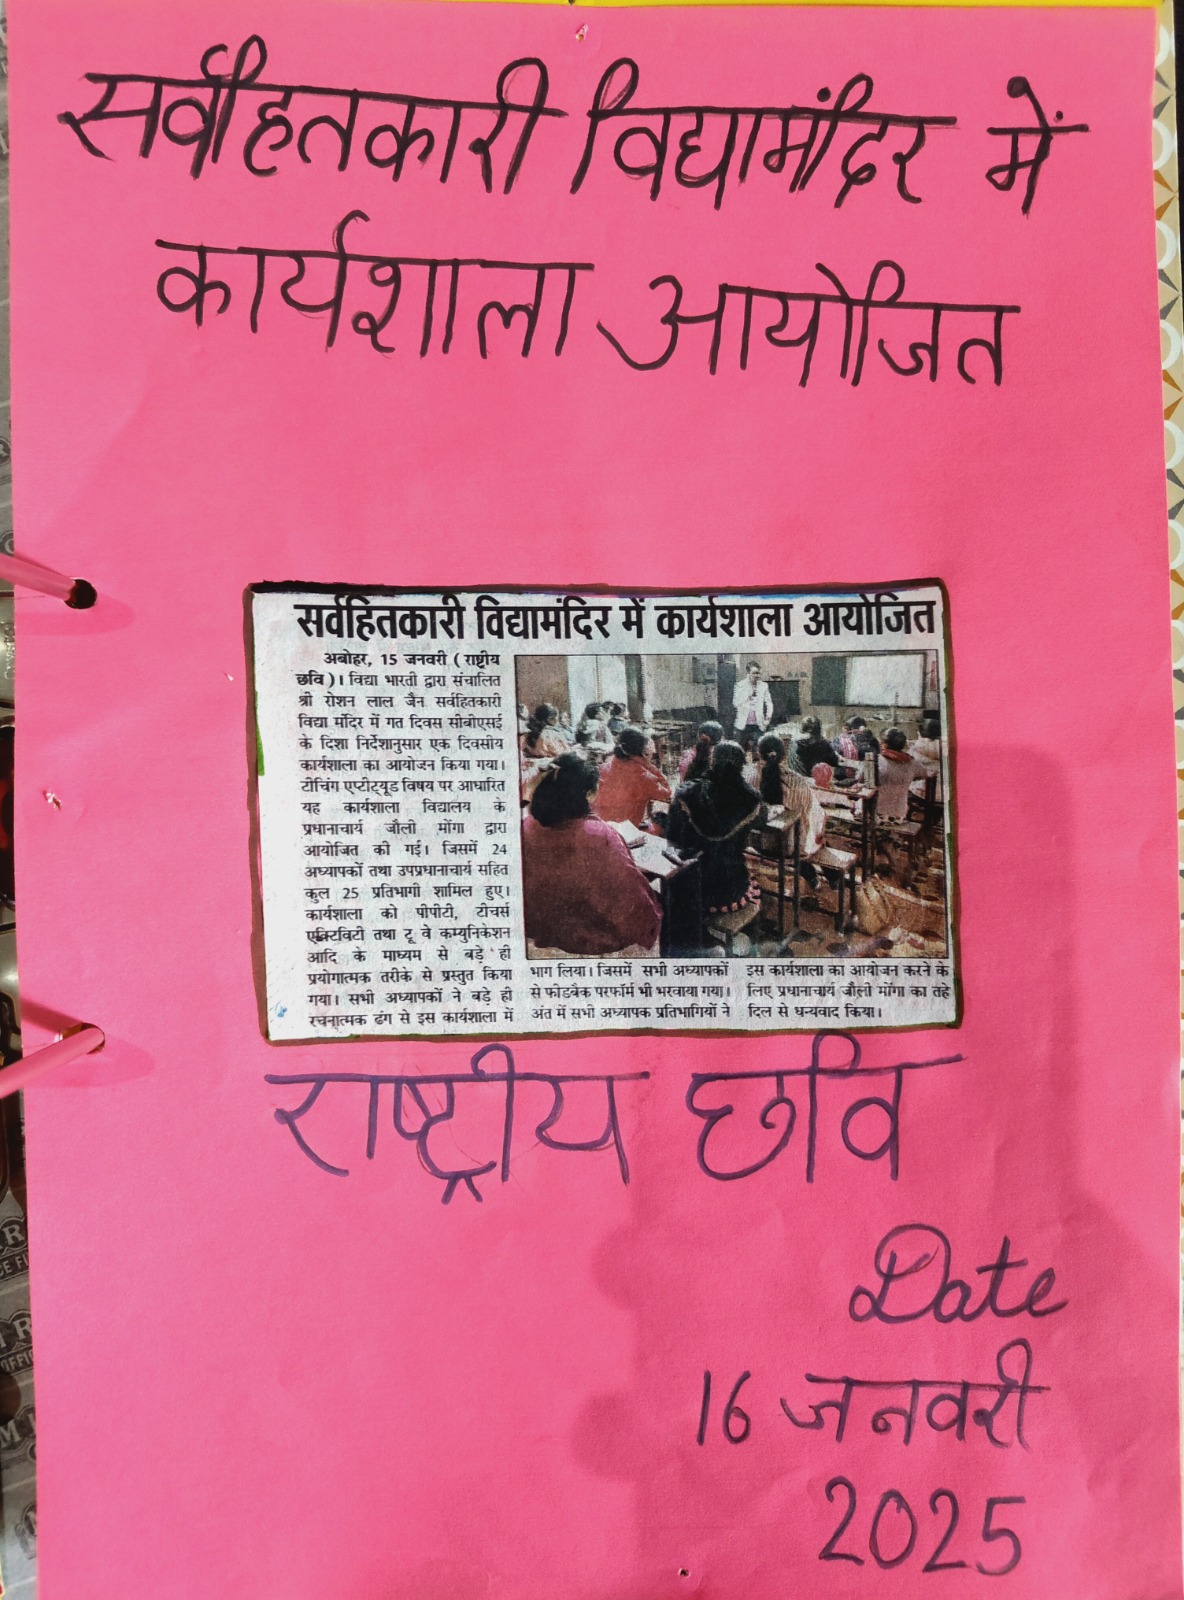 सर्वहितकारी विद्यामंदिर में
कार्यशाला आयोजित
सर्वहितकारी विद्यामंदिर में कार्यशाला आयोजित
अबोहर, 15 जनवरी (राष्ट्रीय
छवि)। विद्या भारती द्वारा संचालित
श्री रोशन लाल जैन सर्वहितकारी
विद्या मंदिर में गत दिवस सीबीएसई
के दिशा निर्देशानुसार एक दिवसीय
कार्यशाला का आयोजन किया गया।
टीचिंग एप्टीट्यूड विषय पर आधारित
यह कार्यशाला विद्यालय के
प्रधानाचार्य जौली मोंगा द्वारा
आयोजित की गई। जिसमें 24
अध्यापकों तथा उपप्रधानाचार्य सहित
कुल 25 प्रतिभागी शामिल हुए।
कार्यशाला को पीपीटी, टीचर्स
एक्टिविटी तथा टू वे कम्युनिकेशन
आदि के माध्यम से बड़े ही
प्रयोगात्मक तरीके से प्रस्तुत किया
गया। सभी अध्यापकों ने बड़े ही
रचनात्मक ढंग से इस कार्यशाला में
भाग लिया। जिसमें सभी अध्यापकों
से फीडबैक परफॉर्म भी भरवाया गया।
अंत में सभी अध्यापक प्रतिभागियों ने
इस कार्यशाला का आयोजन करने के
लिए प्रधानाचार्य जौली मोंगा का तहे
दिल से धन्यवाद किया।
राष्ट्रीय छवि
Date
16 जनवरी
2025